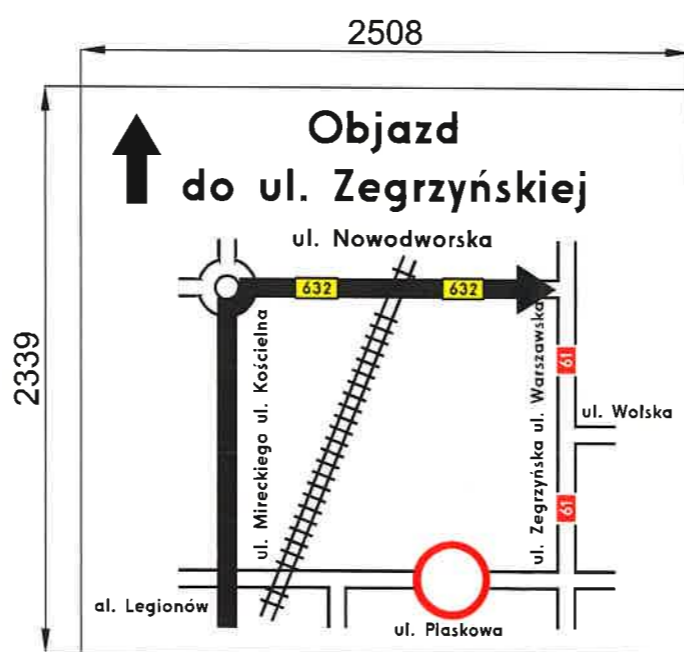 2508
2339
Objazd
do ul. Zegrzyńskiej
ul. Nowodworska
632
632
ul. Mireckiego ul. Kościelna
ul. Zegrzyńska ul. Warszawska
61
ul. Wolska
61
al. Legionów
ul. Plaskowa